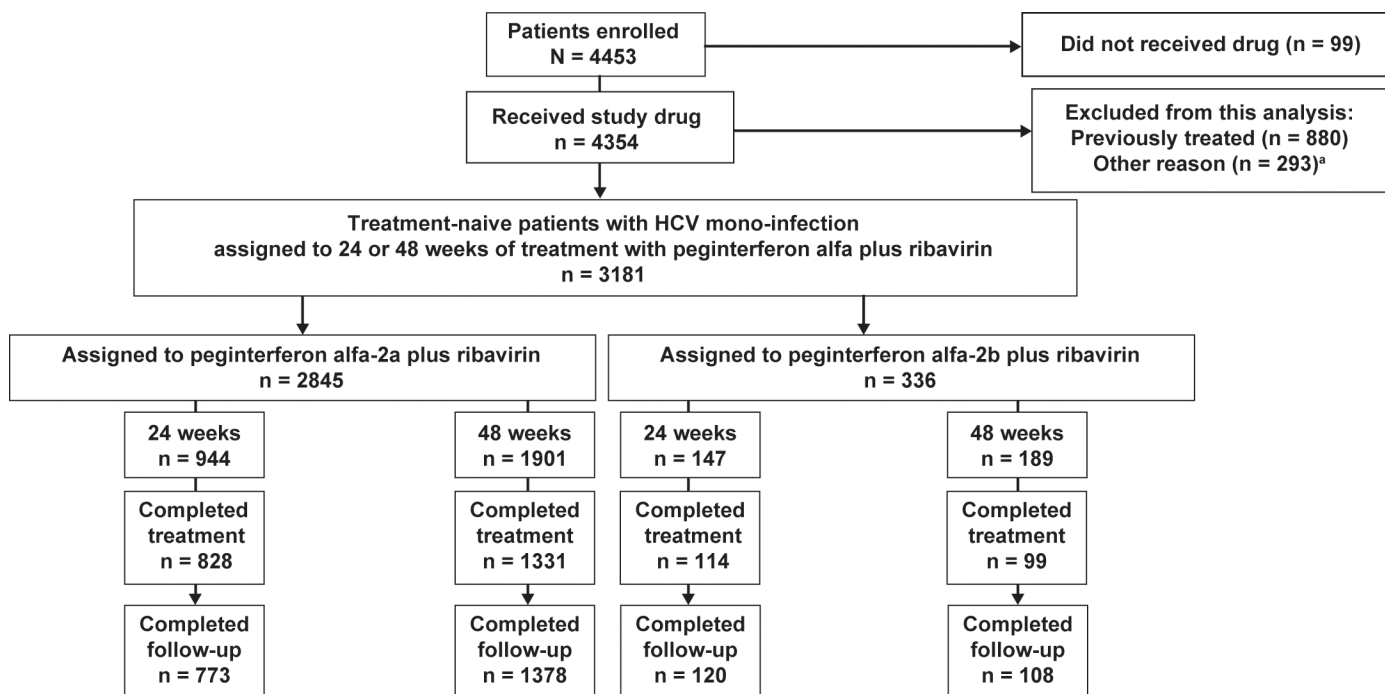 Patients enrolled
N = 4453
Did not received drug (n = 99)
Received study drug
n = 4354
Excluded from this analysis:
Previously treated (n = 880)
Other reason (n = 293)ᵃ
Treatment-naive patients with HCV mono-infection
assigned to 24 or 48 weeks of treatment with peginterferon alfa plus ribavirin
n = 3181
Assigned to peginterferon alfa-2a plus ribavirin
n = 2845
Assigned to peginterferon alfa-2b plus ribavirin
n = 336
24 weeks
n = 944
48 weeks
n = 1901
24 weeks
n = 147
48 weeks
n = 189
Completed
treatment
n = 828
Completed
treatment
n = 1331
Completed
treatment
n = 114
Completed
treatment
n = 99
Completed
follow-up
n = 773
Completed
follow-up
n = 1378
Completed
follow-up
n = 120
Completed
follow-up
n = 108